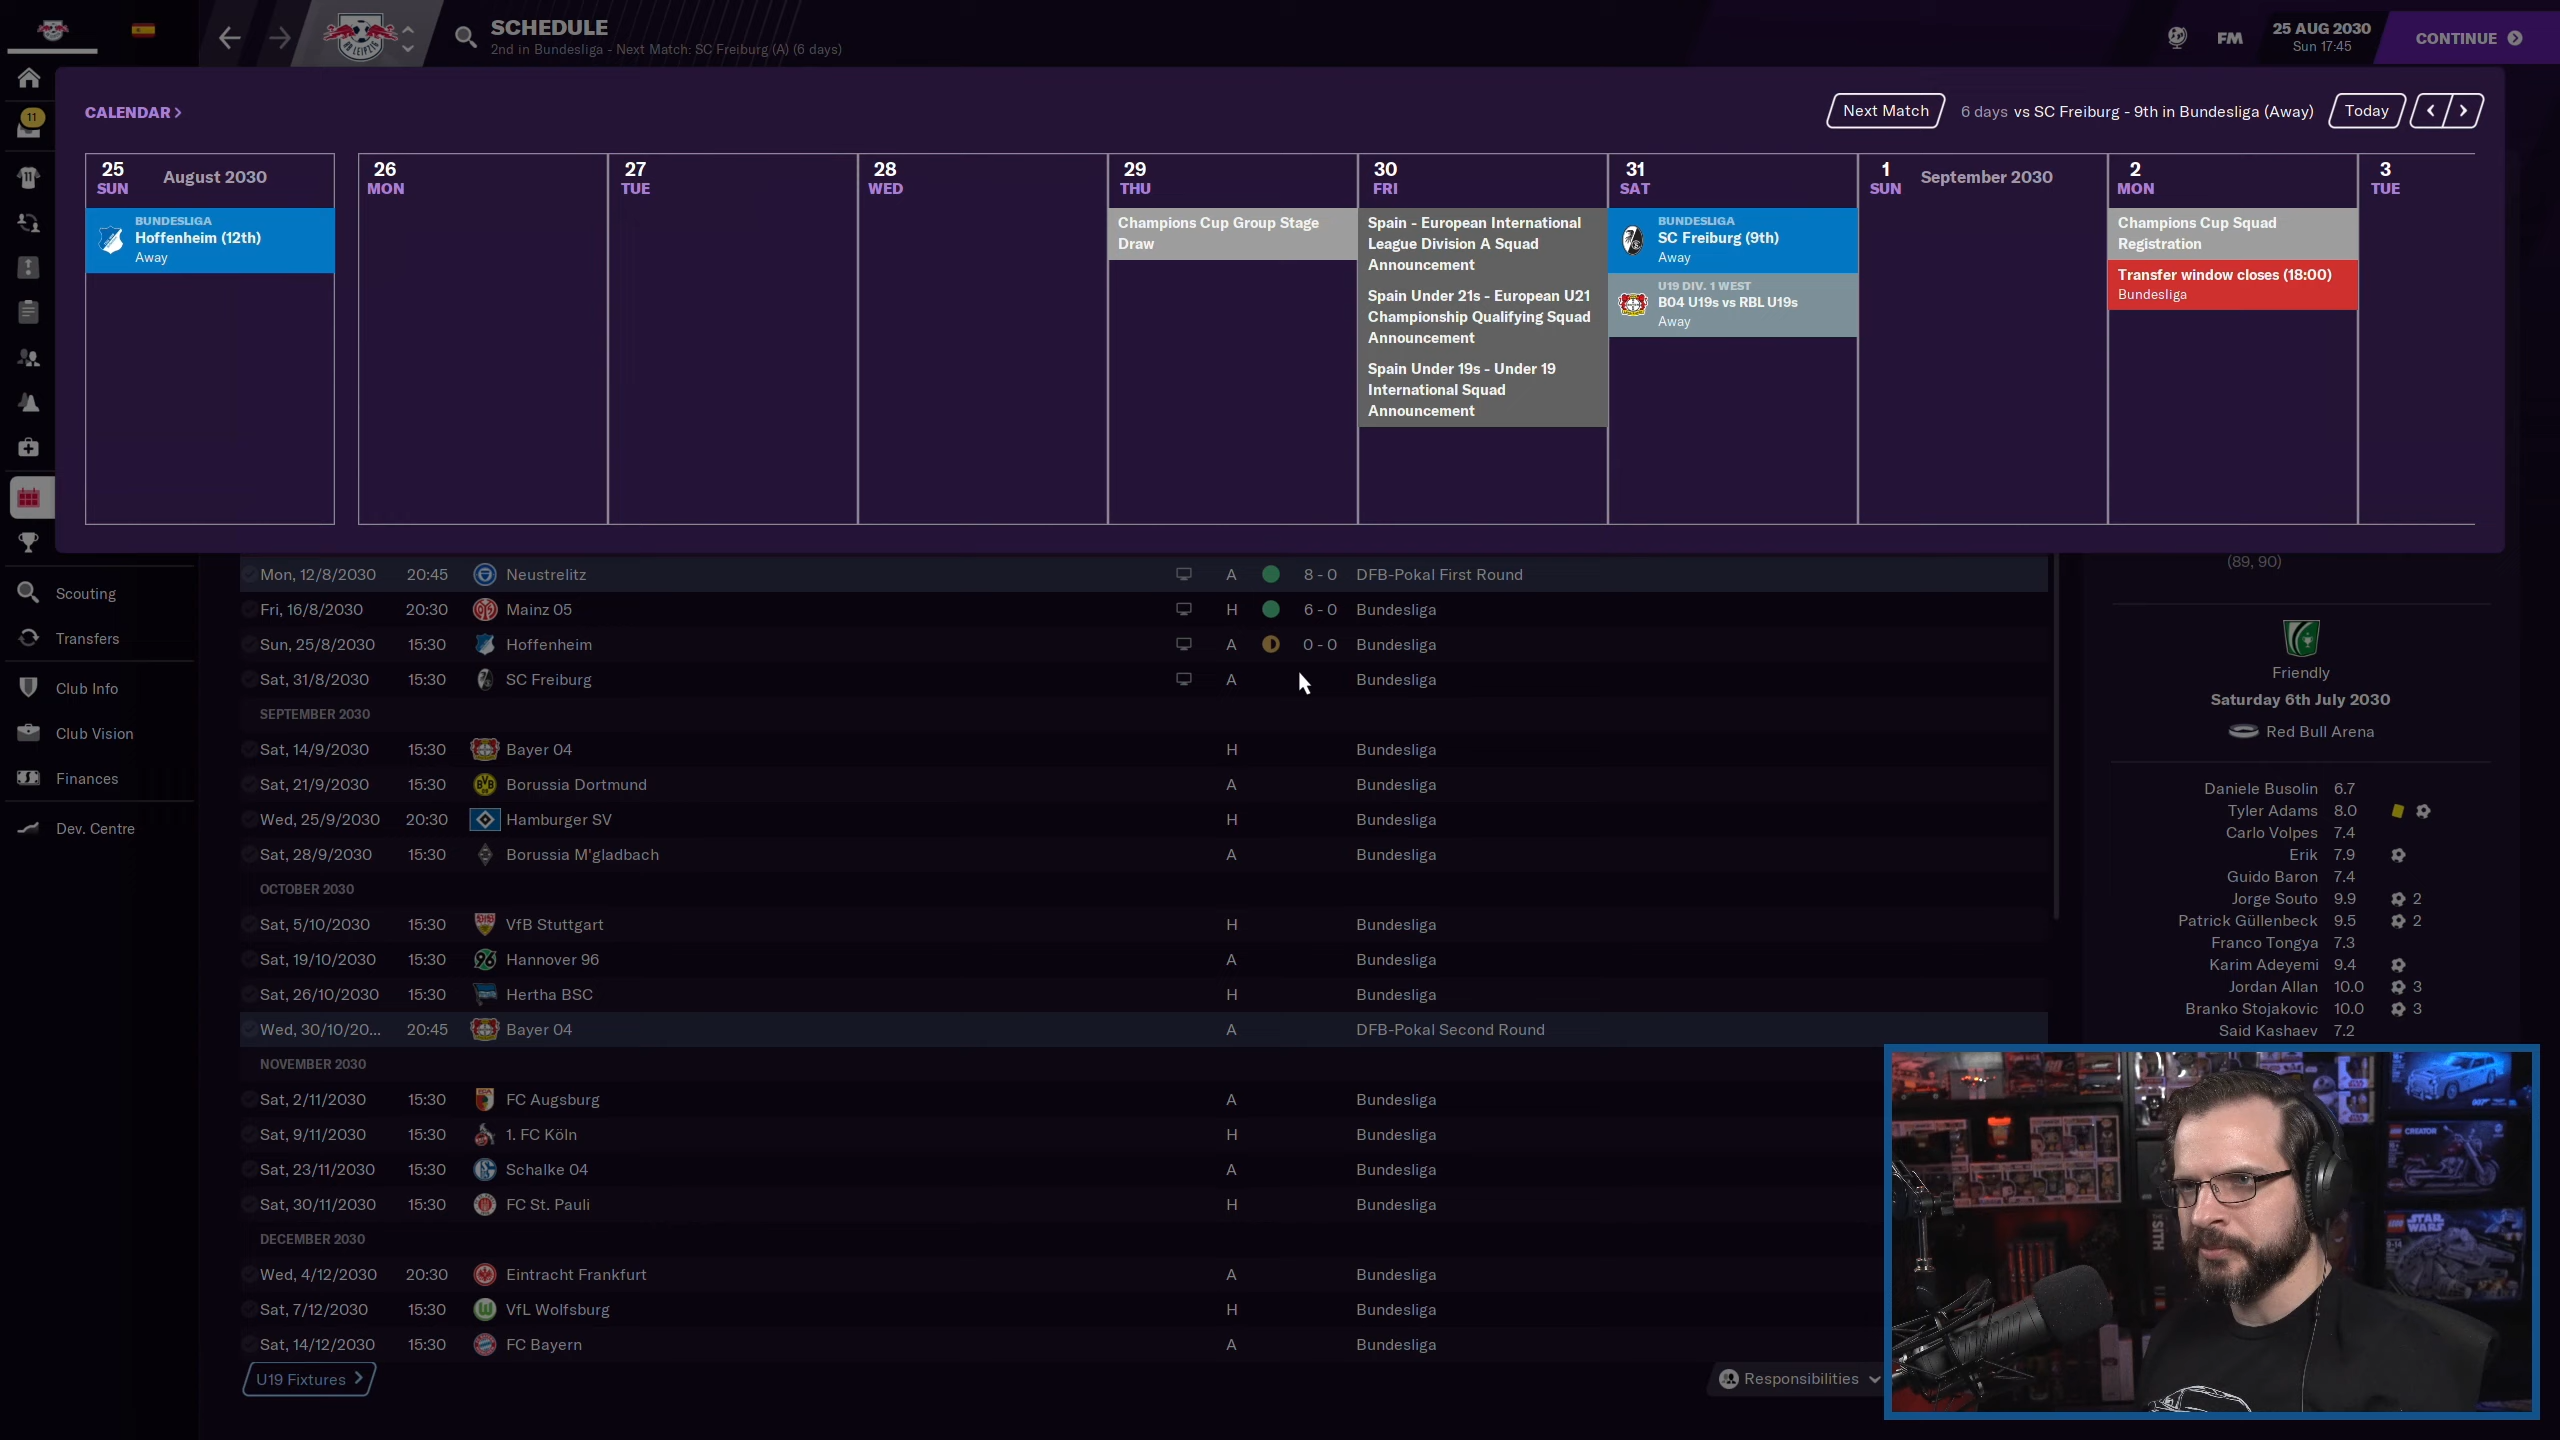 SCHEDULE
2nd in Bundesliga - Next Match: SC Freiburg (A) (6 days)
FM
25 AUG 2030
Sun 17:45
CONTINUE
11
CALENDAR
Next Match
6 days vs SC Freiburg - 9th in Bundesliga (Away)
Today
25 SUN August 2030
BUNDESLIGA
Hoffenheim (12th)
Away
26 MON
27 TUE
28 WED
29 THU
Champions Cup Group Stage
Draw
30 FRI
Spain - European International
League Division A Squad
Announcement
Spain Under 21s - European U21
Championship Qualifying Squad
Announcement
Spain Under 19s - Under 19
International Squad
Announcement
31 SAT
BUNDESLIGA
SC Freiburg (9th)
Away
U19 DIV. 1 WEST
B04 U19s vs RBL U19s
Away
1 SUN September 2030
2 MON
Champions Cup Squad
Registration
Transfer window closes (18:00)
Bundesliga
3 TUE
Scouting
Transfers
Club Info
Club Vision
Finances
Dev. Centre
Mon, 12/8/2030 20:45 Neustrelitz A 8 - 0 DFB-Pokal First Round
Fri, 16/8/2030 20:30 Mainz 05 H 6 - 0 Bundesliga
Sun, 25/8/2030 15:30 Hoffenheim A 0 - 0 Bundesliga
Sat, 31/8/2030 15:30 SC Freiburg A Bundesliga
SEPTEMBER 2030
Sat, 14/9/2030 15:30 Bayer 04 H Bundesliga
Sat, 21/9/2030 15:30 Borussia Dortmund A Bundesliga
Wed, 25/9/2030 20:30 Hamburger SV H Bundesliga
Sat, 28/9/2030 15:30 Borussia M'gladbach A Bundesliga
OCTOBER 2030
Sat, 5/10/2030 15:30 VfB Stuttgart H Bundesliga
Sat, 19/10/2030 15:30 Hannover 96 A Bundesliga
Sat, 26/10/2030 15:30 Hertha BSC H Bundesliga
Wed, 30/10/20... 20:45 Bayer 04 A DFB-Pokal Second Round
NOVEMBER 2030
Sat, 2/11/2030 15:30 FC Augsburg A Bundesliga
Sat, 9/11/2030 15:30 1. FC Köln H Bundesliga
Sat, 23/11/2030 15:30 Schalke 04 A Bundesliga
Sat, 30/11/2030 15:30 FC St. Pauli H Bundesliga
DECEMBER 2030
Wed, 4/12/2030 20:30 Eintracht Frankfurt A Bundesliga
Sat, 7/12/2030 15:30 VfL Wolfsburg H Bundesliga
Sat, 14/12/2030 15:30 FC Bayern A Bundesliga
U19 Fixtures
Responsibilities
(89, 90)
Friendly
Saturday 6th July 2030
Red Bull Arena
Daniele Busolin 6.7
Tyler Adams 8.0
Carlo Volpes 7.4
Erik 7.9
Guido Baron 7.4
Jorge Souto 9.9 2
Patrick Güllenbeck 9.5 2
Franco Tongya 7.3
Karim Adeyemi 9.4
Jordan Allan 10.0 3
Branko Stojakovic 10.0 3
Said Kashaev 7.2
007
CREATOR
STAR WARS
9-14
SITH